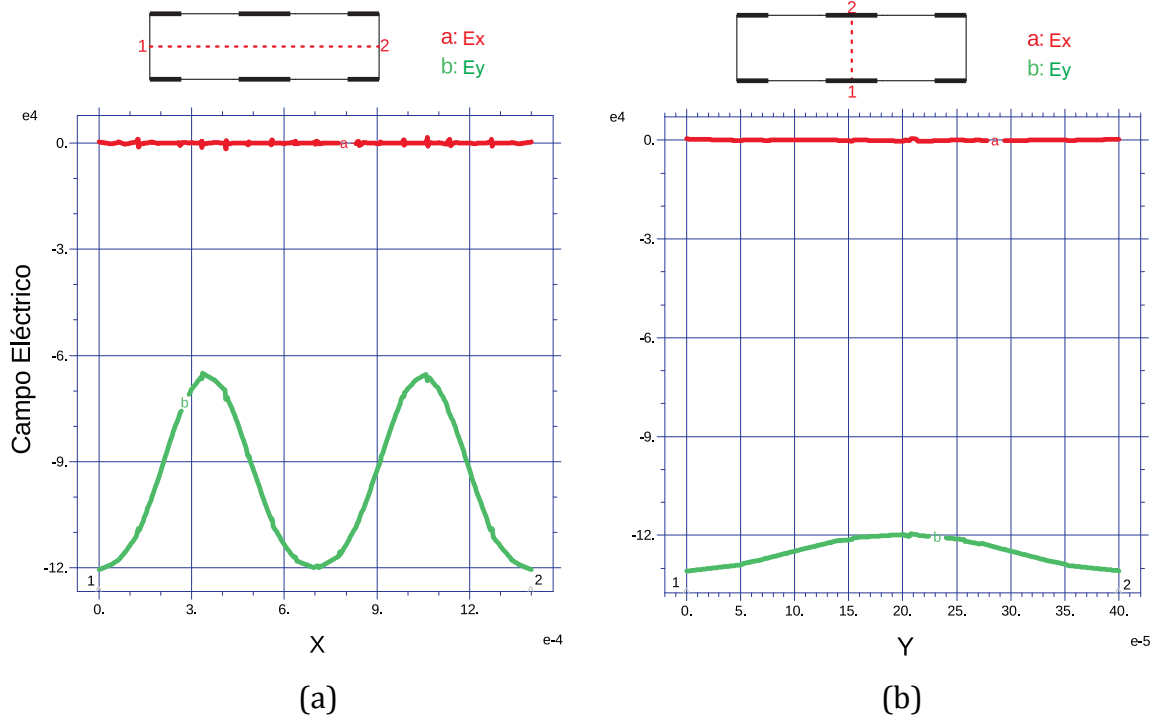 1 2
a: Ex
b: Ey
e4
0.
-3.
-6.
-9.
-12.
Campo Eléctrico
a
b
1 2
0. 3. 6. 9. 12.
e-4
X
(a)
2
1
a: Ex
b: Ey
e4
0.
-3.
-6.
-9.
-12.
a
b
1 2
0. 5. 10. 15. 20. 25. 30. 35. 40.
e-5
Y
(b)